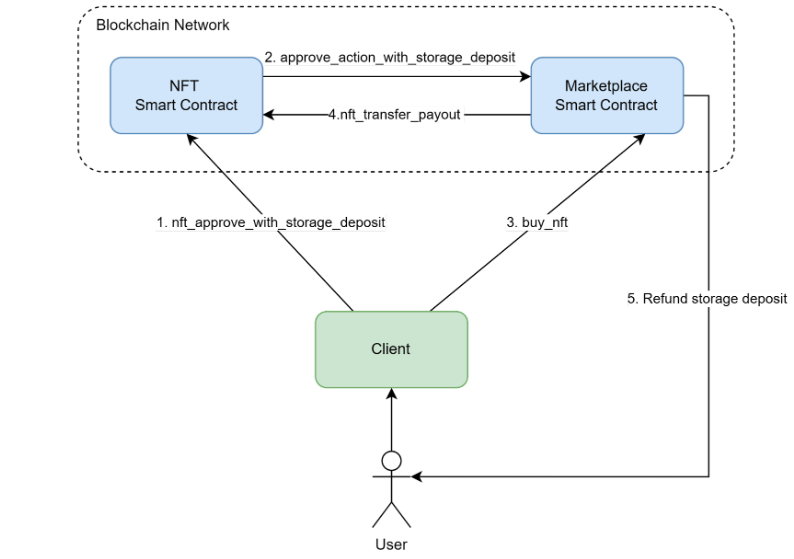 Blockchain Network
NFT
Smart Contract
2. approve_action_with_storage_deposit
Marketplace
Smart Contract
4.nft_transfer_payout
1. nft_approve_with_storage_deposit
3. buy_nft
5. Refund storage deposit
Client
User